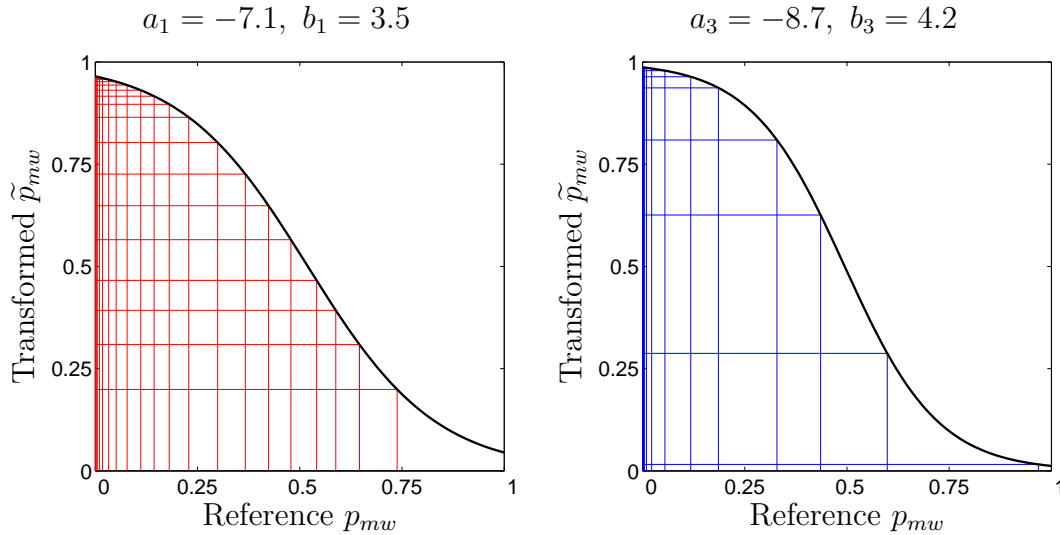 a₁ = −7.1, b₁ = 3.5
1
0.75
0.5
0.25
0
0 0.25 0.5 0.75 1
Transformed p̃ₘw
Reference pₘw
a₃ = −8.7, b₃ = 4.2
1
0.75
0.5
0.25
0
0 0.25 0.5 0.75 1
Transformed p̃ₘw
Reference pₘw